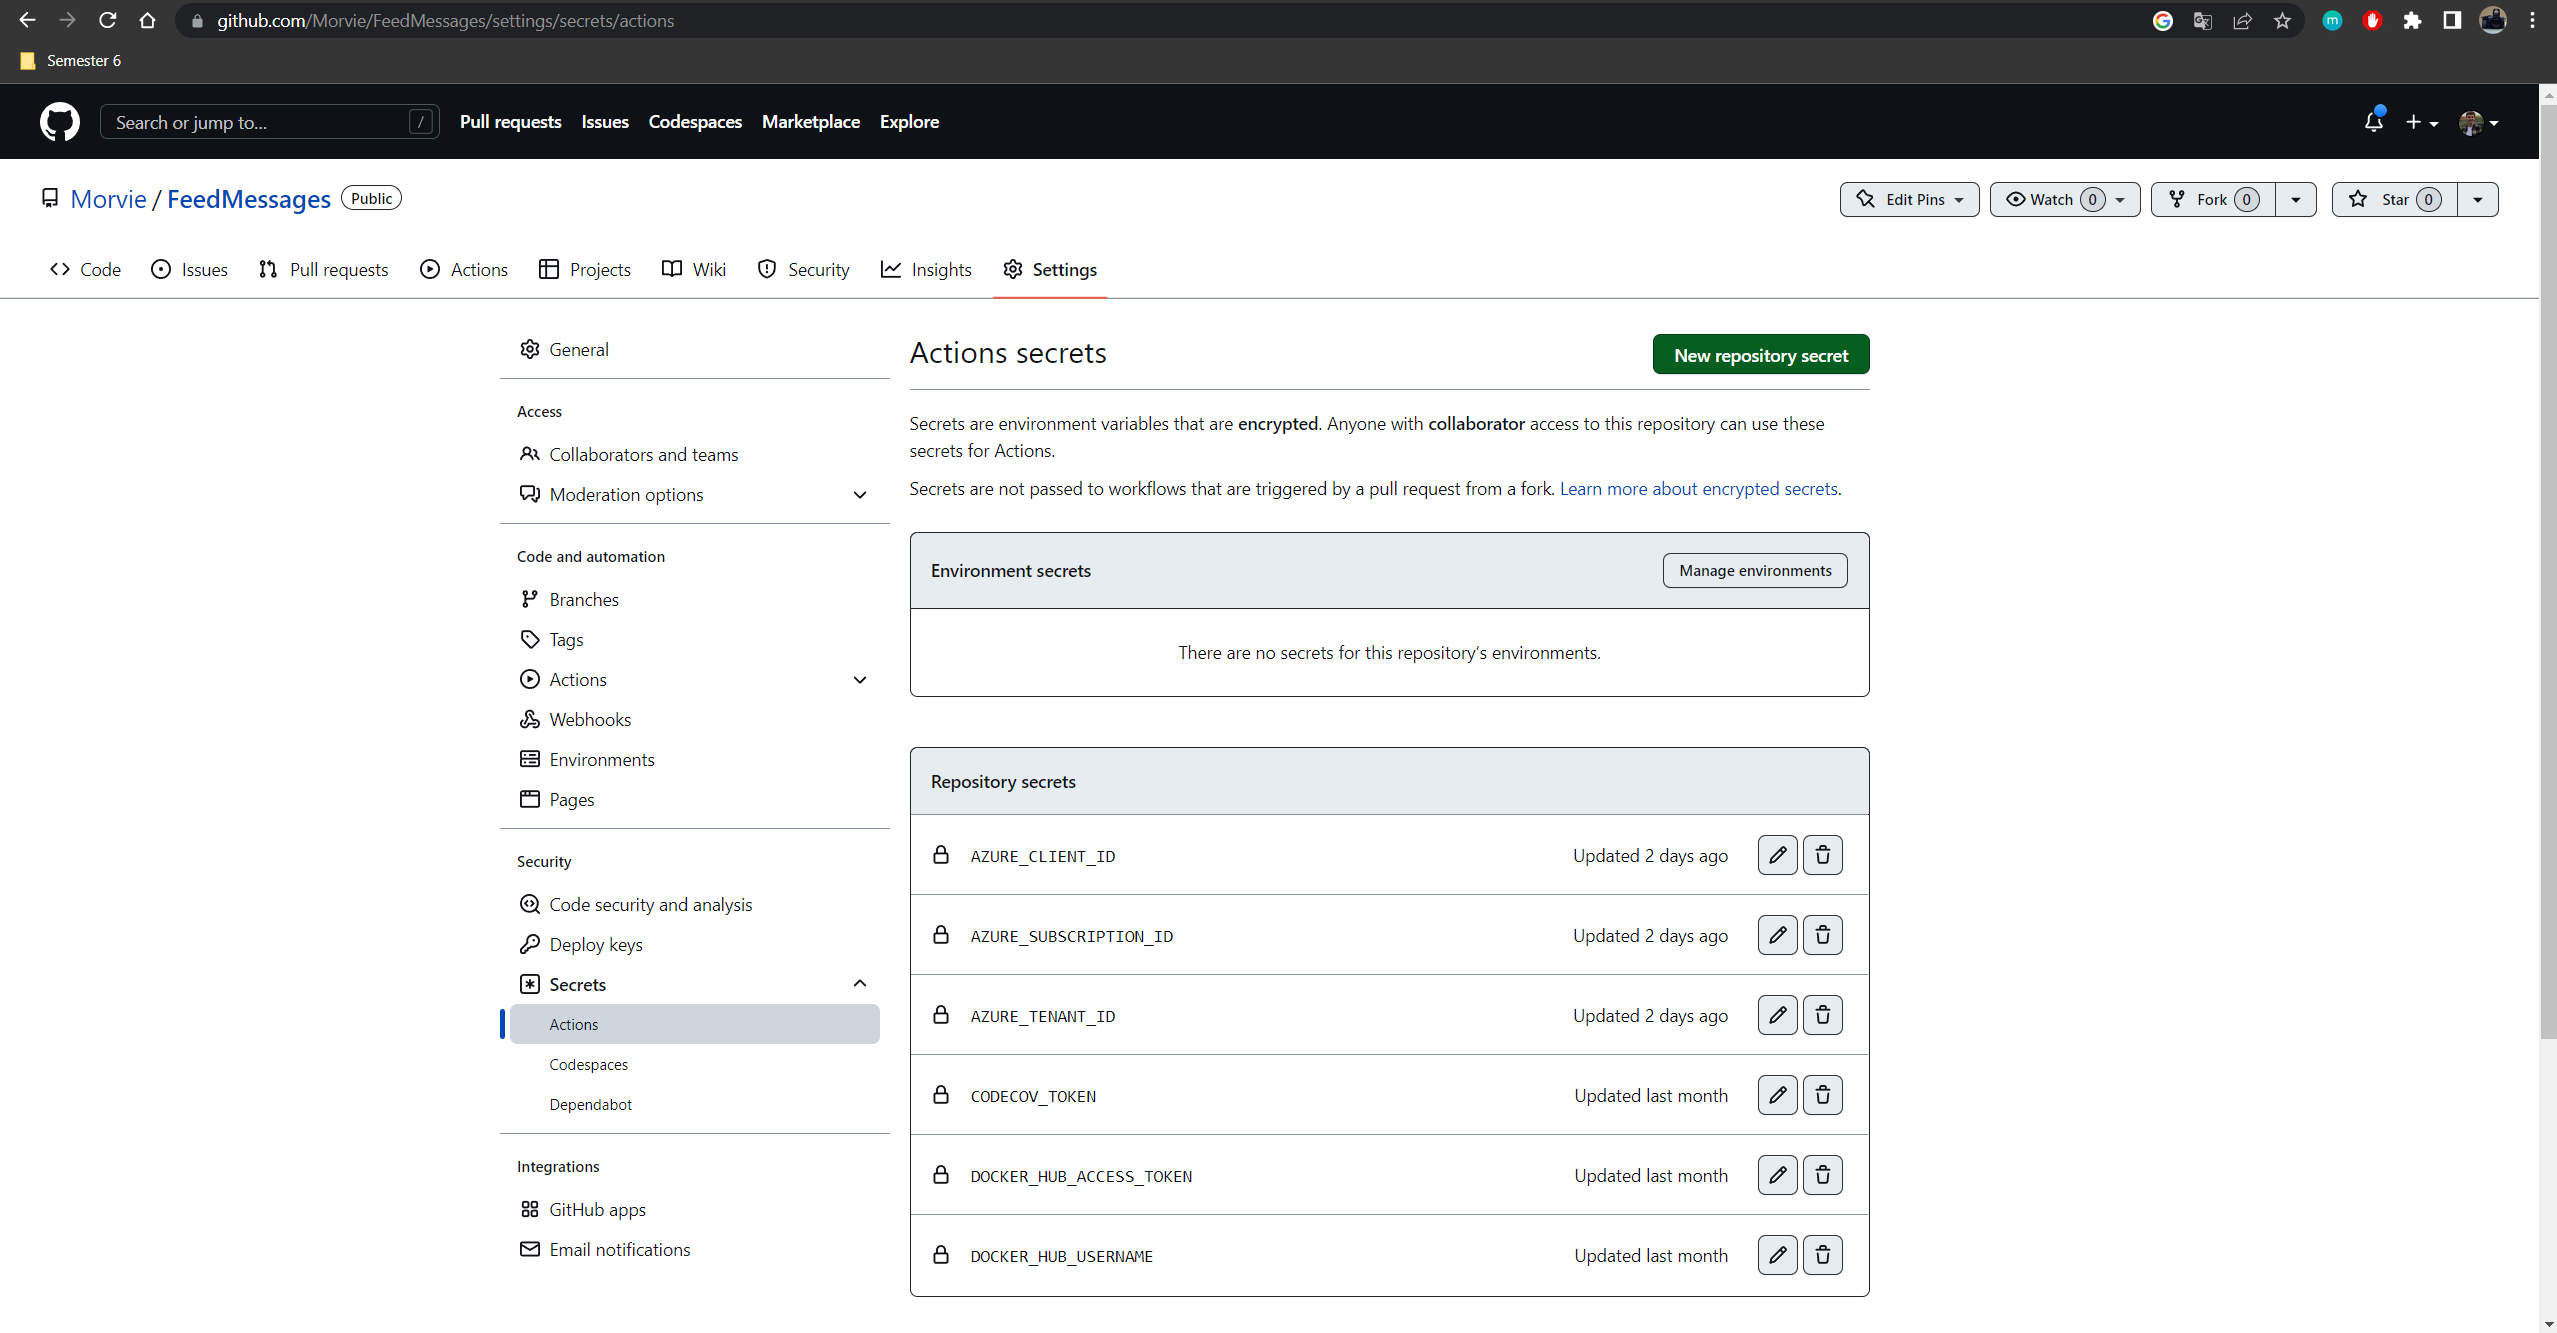 github.com/Morvie/FeedMessages/settings/secrets/actions
m
Semester 6
Search or jump to...
/
Pull requests
Issues
Codespaces
Marketplace
Explore
Morvie / FeedMessages
Public
Edit Pins
Watch 0
Fork 0
Star 0
Code
Issues
Pull requests
Actions
Projects
Wiki
Security
Insights
Settings
General
Access
Collaborators and teams
Moderation options
Code and automation
Branches
Tags
Actions
Webhooks
Environments
Pages
Security
Code security and analysis
Deploy keys
Secrets
Actions
Codespaces
Dependabot
Integrations
GitHub apps
Email notifications
Actions secrets
New repository secret
Secrets are environment variables that are encrypted. Anyone with collaborator access to this repository can use these
secrets for Actions.
Secrets are not passed to workflows that are triggered by a pull request from a fork. Learn more about encrypted secrets.
Environment secrets
Manage environments
There are no secrets for this repository’s environments.
Repository secrets
AZURE_CLIENT_ID Updated 2 days ago
AZURE_SUBSCRIPTION_ID Updated 2 days ago
AZURE_TENANT_ID Updated 2 days ago
CODECOV_TOKEN Updated last month
DOCKER_HUB_ACCESS_TOKEN Updated last month
DOCKER_HUB_USERNAME Updated last month